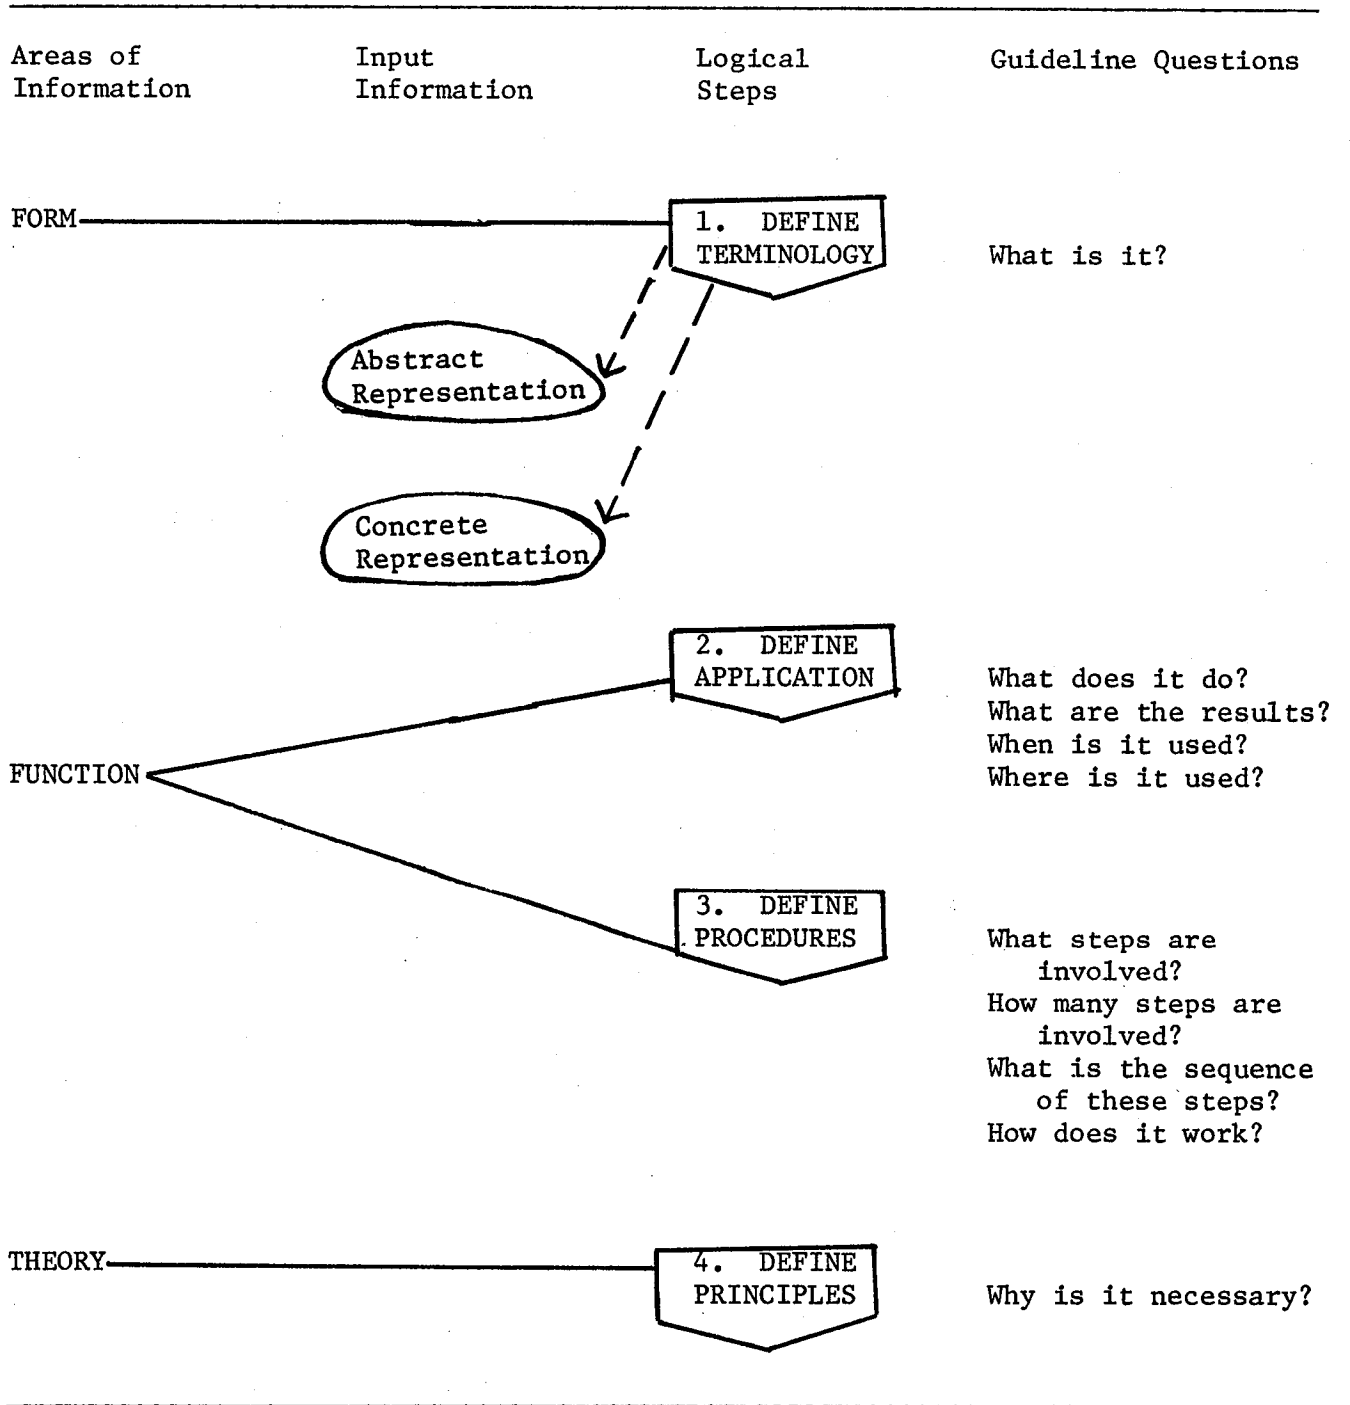 Areas of Information
Input Information
Logical Steps
Guideline Questions
FORM
1. DEFINE
TERMINOLOGY
What is it?
Abstract
Representation
Concrete
Representation
2. DEFINE
APPLICATION
What does it do?
What are the results?
When is it used?
Where is it used?
FUNCTION
3. DEFINE
PROCEDURES
What steps are
involved?
How many steps are
involved?
What is the sequence
of these steps?
How does it work?
THEORY
4. DEFINE
PRINCIPLES
Why is it necessary?